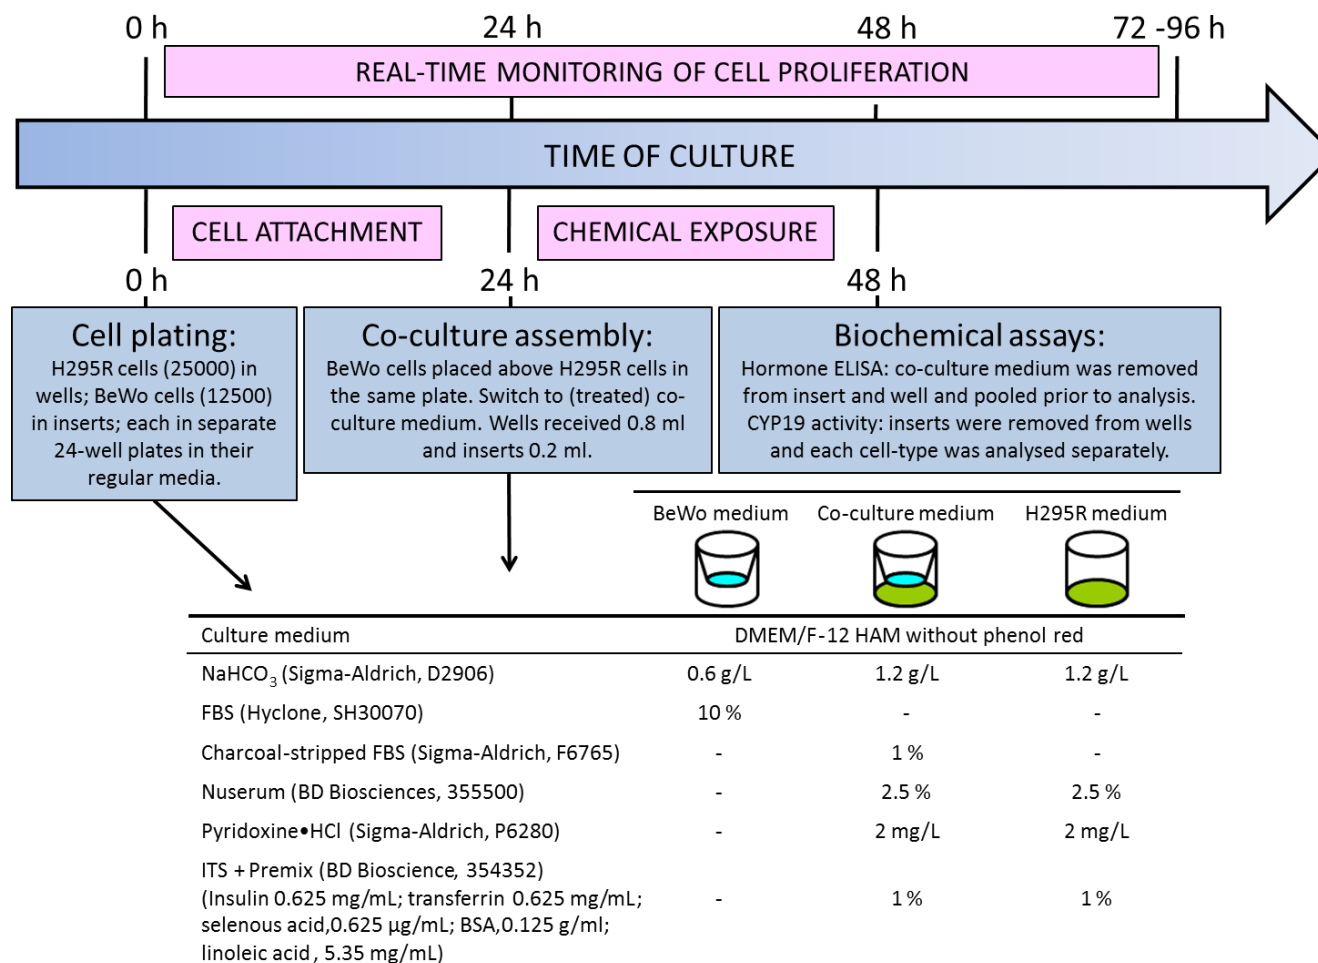 0 h
24 h
48 h
72 -96 h
REAL-TIME MONITORING OF CELL PROLIFERATION
TIME OF CULTURE
CELL ATTACHMENT
CHEMICAL EXPOSURE
0 h
24 h
48 h
Cell plating:
H295R cells (25000) in
wells; BeWo cells (12500)
in inserts; each in separate
24-well plates in their
regular media.
Co-culture assembly:
BeWo cells placed above H295R cells in
the same plate. Switch to (treated) co-
culture medium. Wells received 0.8 ml
and inserts 0.2 ml.
Biochemical assays:
Hormone ELISA: co-culture medium was removed
from insert and well and pooled prior to analysis.
CYP19 activity: inserts were removed from wells
and each cell-type was analysed separately.
BeWo medium Co-culture medium H295R medium
Culture medium DMEM/F-12 HAM without phenol red
NaHCO₃ (Sigma-Aldrich, D2906) 0.6 g/L 1.2 g/L 1.2 g/L
FBS (Hyclone, SH30070) 10 % - -
Charcoal-stripped FBS (Sigma-Aldrich, F6765) - 1 % -
Nuserum (BD Biosciences, 355500) - 2.5 % 2.5 %
Pyridoxine•HCl (Sigma-Aldrich, P6280) - 2 mg/L 2 mg/L
ITS + Premix (BD Bioscience, 354352)
(Insulin 0.625 mg/mL; transferrin 0.625 mg/mL; - 1 % 1 %
selenous acid,0.625 µg/mL; BSA,0.125 g/ml;
linoleic acid , 5.35 mg/mL)